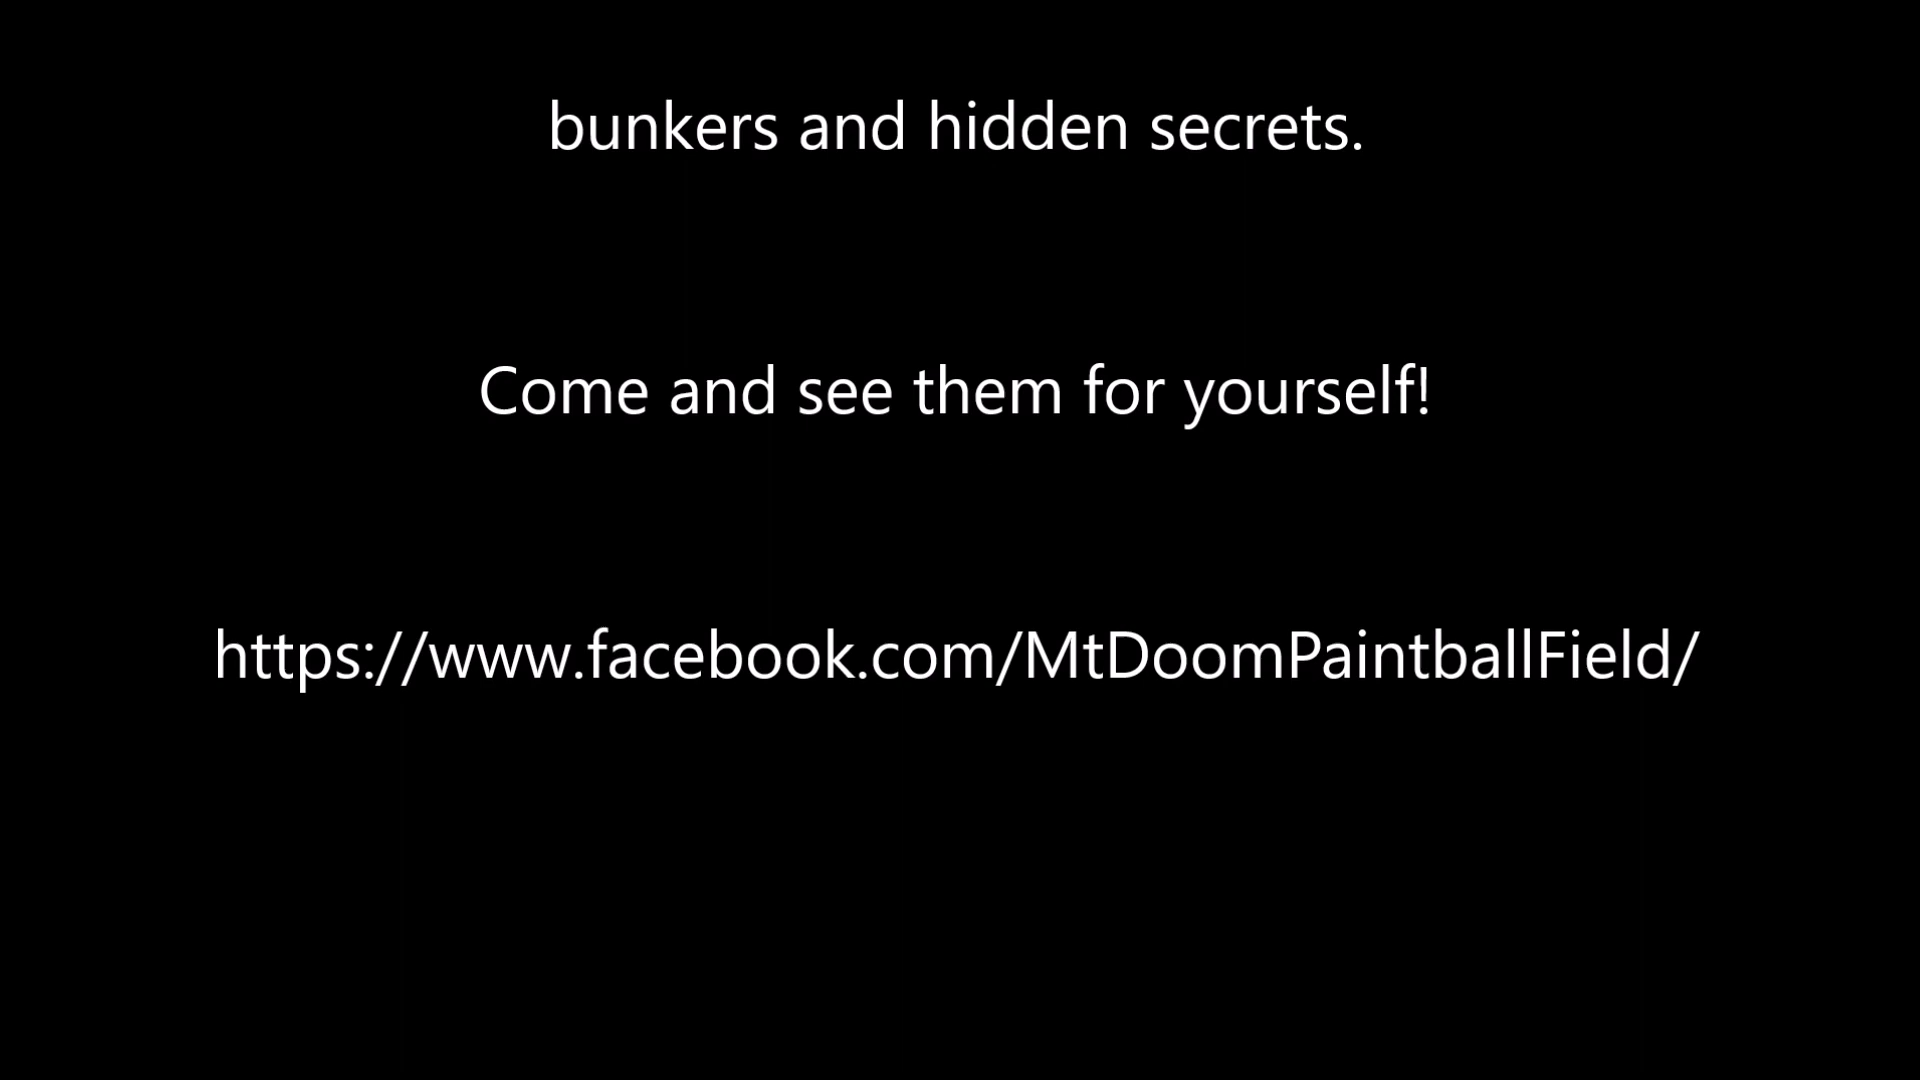 bunkers and hidden secrets.
Come and see them for yourself!
https://www.facebook.com/MtDoomPaintballField/